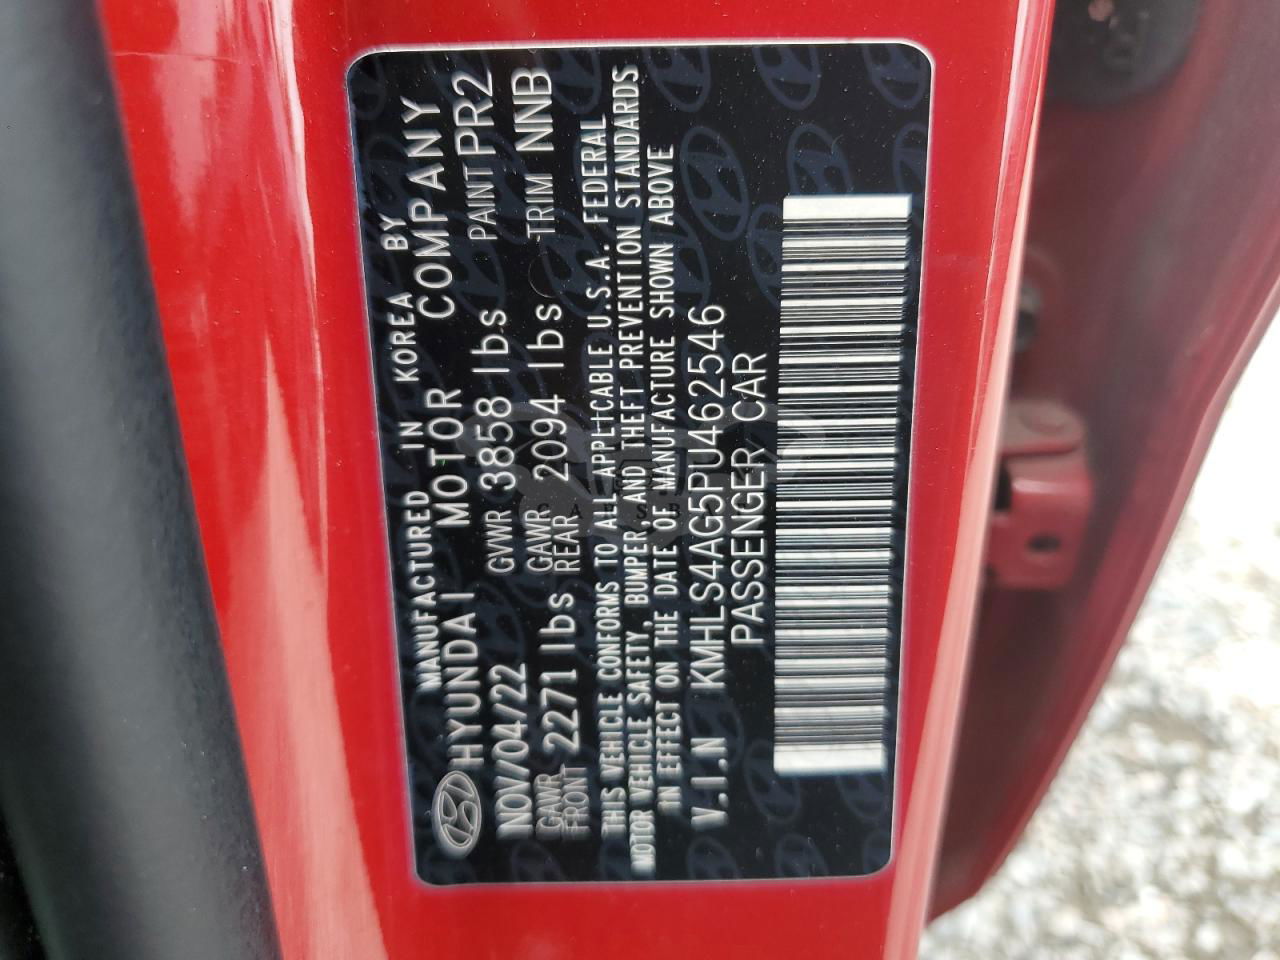 MANUFACTURED IN KOREA BY
HYUNDAI MOTOR COMPANY
NOV/04/22 GVWR 3858 lbs PAINT PR2
GAWR FRONT 2271 lbs GAWR REAR 2094 lbs TRIM NNB
THIS VEHICLE CONFORMS TO ALL APPLICABLE U.S.A. FEDERAL
MOTOR VEHICLE SAFETY, BUMPER, AND THEFT PREVENTION STANDARDS
IN EFFECT ON THE DATE OF MANUFACTURE SHOWN ABOVE
V.I.N KMHLS4AG5PU462546
PASSENGER CAR